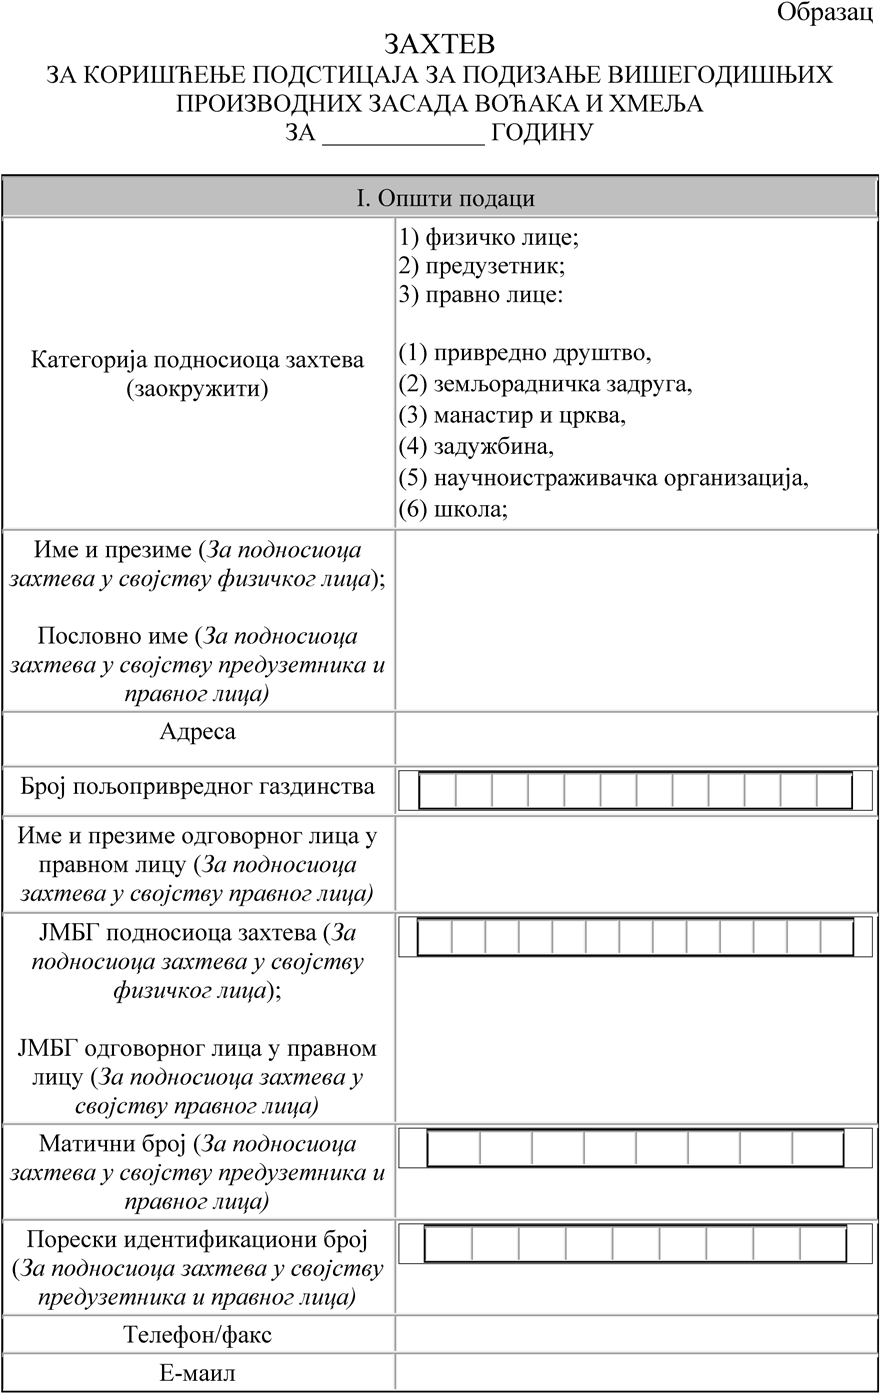 Образац
ЗАХТЕВ
ЗА КОРИШЋЕЊЕ ПОДСТИЦАЈА ЗА ПОДИЗАЊЕ ВИШЕГОДИШЊИХ
ПРОИЗВОДНИХ ЗАСАДА ВОЋАКА И ХМЕЉА
ЗА _____________ ГОДИНУ
I. Општи подаци
Категорија подносиоца захтева
(заокружити)
1) физичко лице;
2) предузетник;
3) правно лице:
(1) привредно друштво,
(2) земљорадничка задруга,
(3) манастир и црква,
(4) задужбина,
(5) научноистраживачка организација,
(6) школа;
Име и презиме (За подносиоца
захтева у својству физичког лица);
Пословно име (За подносиоца
захтева у својству предузетника и
правног лица)
Адреса
Број пољопривредног газдинства
Име и презиме одговорног лица у
правном лицу (За подносиоца
захтева у својству правног лица)
ЈМБГ подносиоца захтева (За
подносиоца захтева у својству
физичког лица);
ЈМБГ одговорног лица у правном
лицу (За подносиоца захтева у
својству правног лица)
Матични број (За подносиоца
захтева у својству предузетника и
правног лица)
Порески идентификациони број
(За подносиоца захтева у својству
предузетника и правног лица)
Телефон/факс
Е-маил